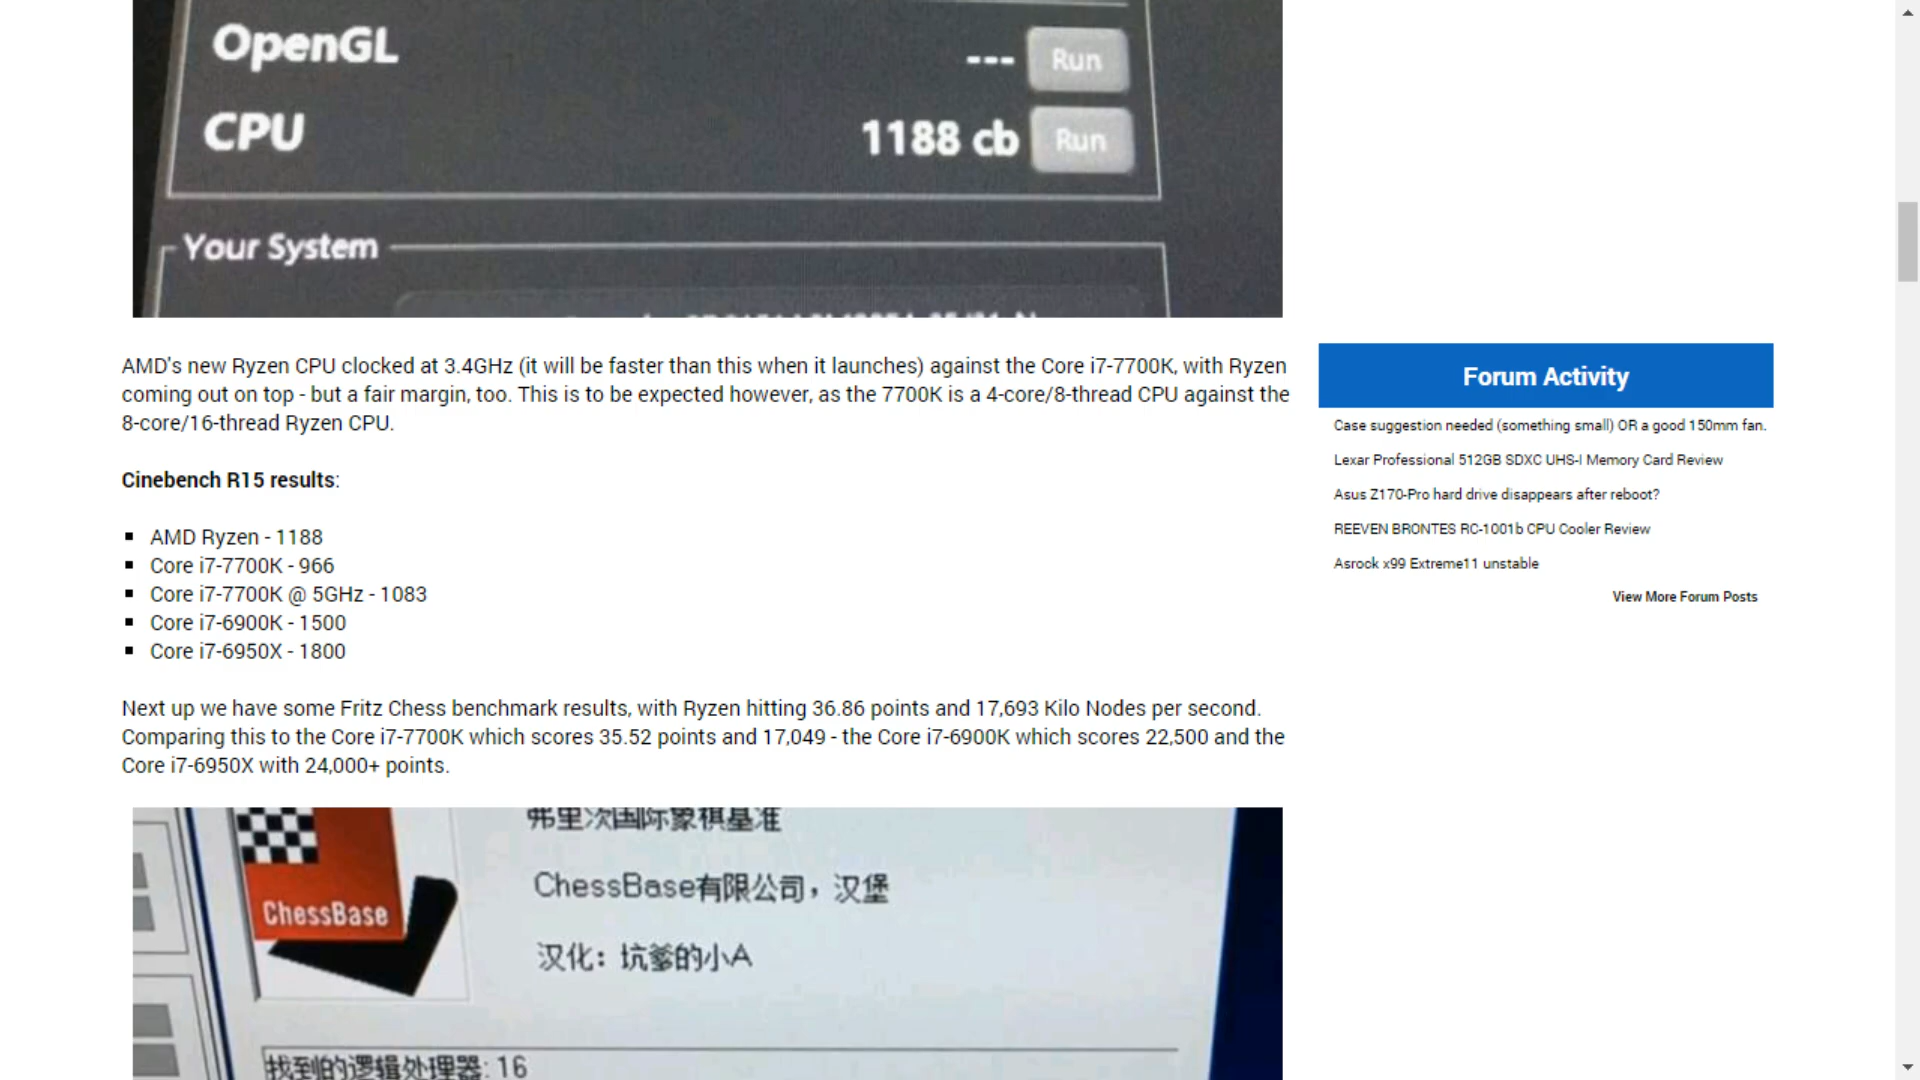 OpenGL
--- Run
CPU
1188 cb Run
Your System
AMD's new Ryzen CPU clocked at 3.4GHz (it will be faster than this when it launches) against the Core i7-7700K, with Ryzen
coming out on top - but a fair margin, too. This is to be expected however, as the 7700K is a 4-core/8-thread CPU against the
8-core/16-thread Ryzen CPU.
Cinebench R15 results:
AMD Ryzen - 1188
Core i7-7700K - 966
Core i7-7700K @ 5GHz - 1083
Core i7-6900K - 1500
Core i7-6950X - 1800
Next up we have some Fritz Chess benchmark results, with Ryzen hitting 36.86 points and 17,693 Kilo Nodes per second.
Comparing this to the Core i7-7700K which scores 35.52 points and 17,049 - the Core i7-6900K which scores 22,500 and the
Core i7-6950X with 24,000+ points.
弗里次国际象棋基准
ChessBase
ChessBase有限公司，汉堡
汉化：坑爹的小A
找到的逻辑处理器: 16
Forum Activity
Case suggestion needed (something small) OR a good 150mm fan.
Lexar Professional 512GB SDXC UHS-I Memory Card Review
Asus Z170-Pro hard drive disappears after reboot?
REEVEN BRONTES RC-1001b CPU Cooler Review
Asrock x99 Extreme11 unstable
View More Forum Posts